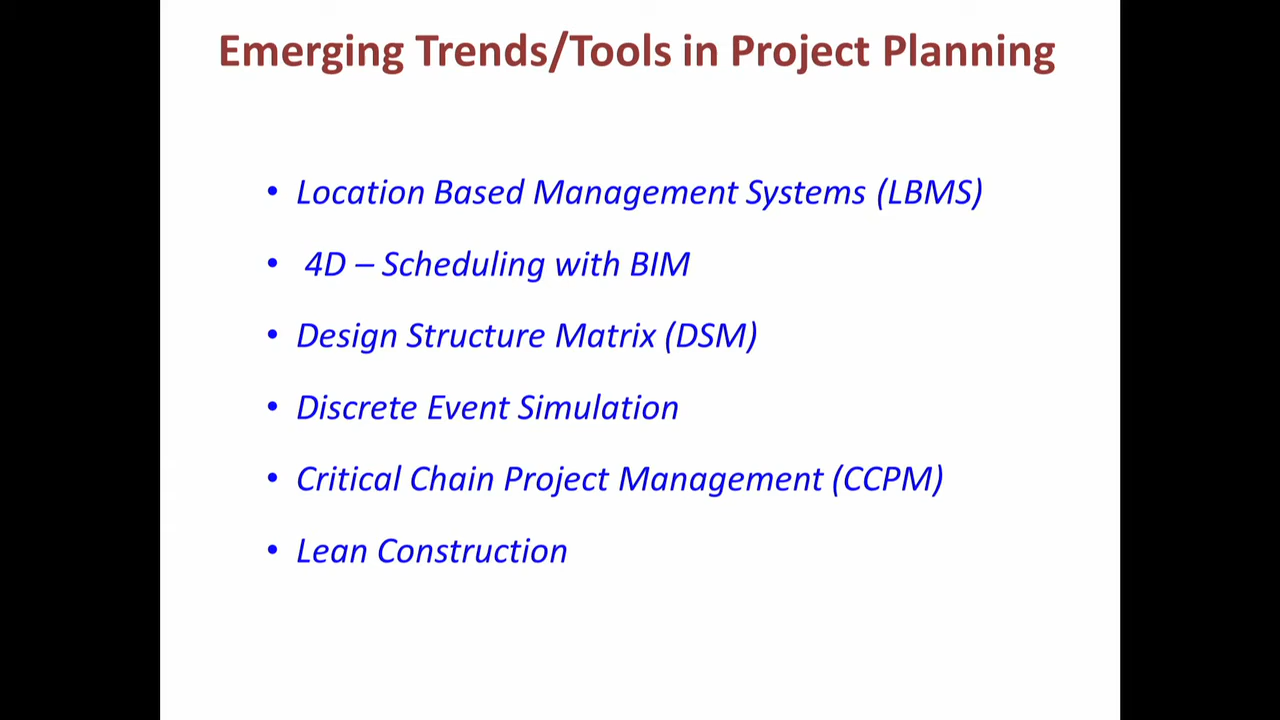 Emerging Trends/Tools in Project Planning
• Location Based Management Systems (LBMS)
• 4D – Scheduling with BIM
• Design Structure Matrix (DSM)
• Discrete Event Simulation
• Critical Chain Project Management (CCPM)
• Lean Construction